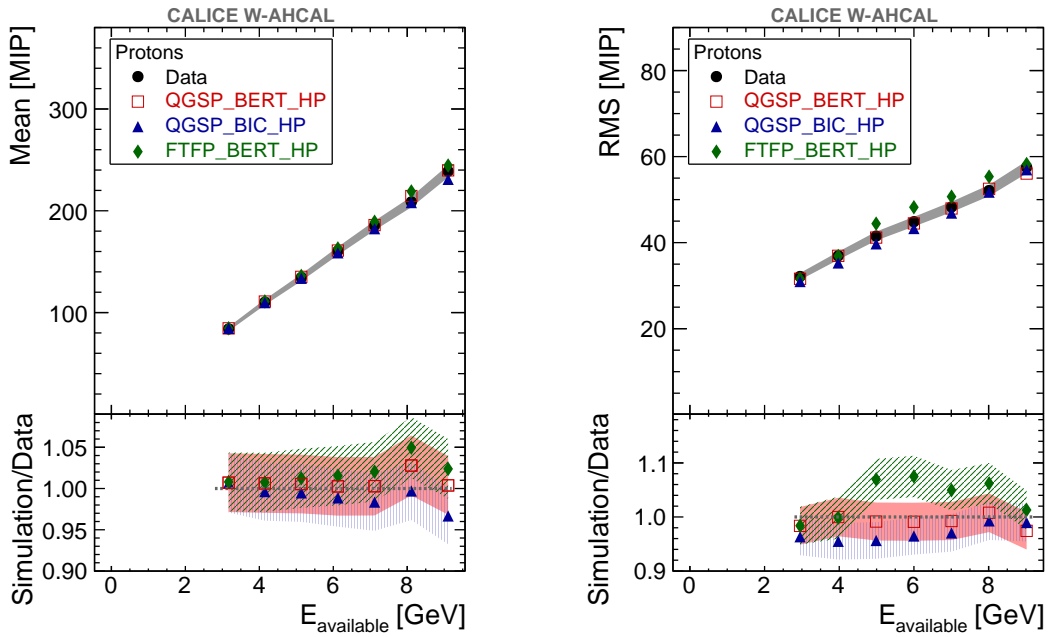 CALICE W-AHCAL
Mean [MIP]
300
200
100
Protons
Data
QGSP_BERT_HP
QGSP_BIC_HP
FTFP_BERT_HP
Simulation/Data
1.05
1.00
0.95
0.90
0 2 4 6 8
E_available [GeV]
CALICE W-AHCAL
RMS [MIP]
80
60
40
20
Protons
Data
QGSP_BERT_HP
QGSP_BIC_HP
FTFP_BERT_HP
Simulation/Data
1.1
1.0
0.9
0 2 4 6 8
E_available [GeV]